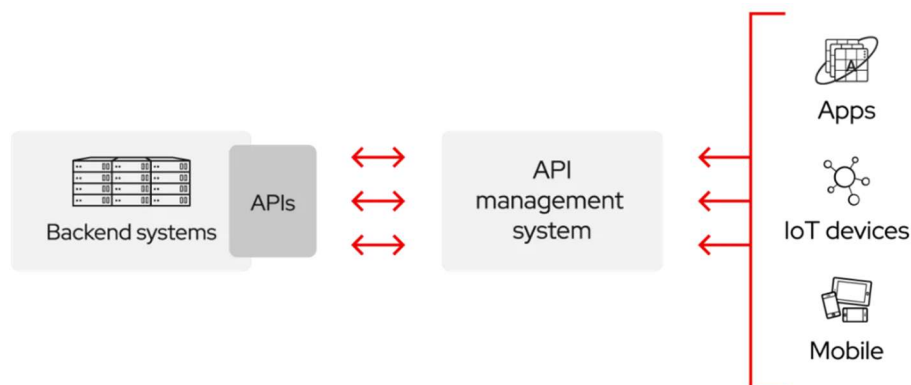 Backend systems
APIs
API
management
system
Apps
IoT devices
Mobile